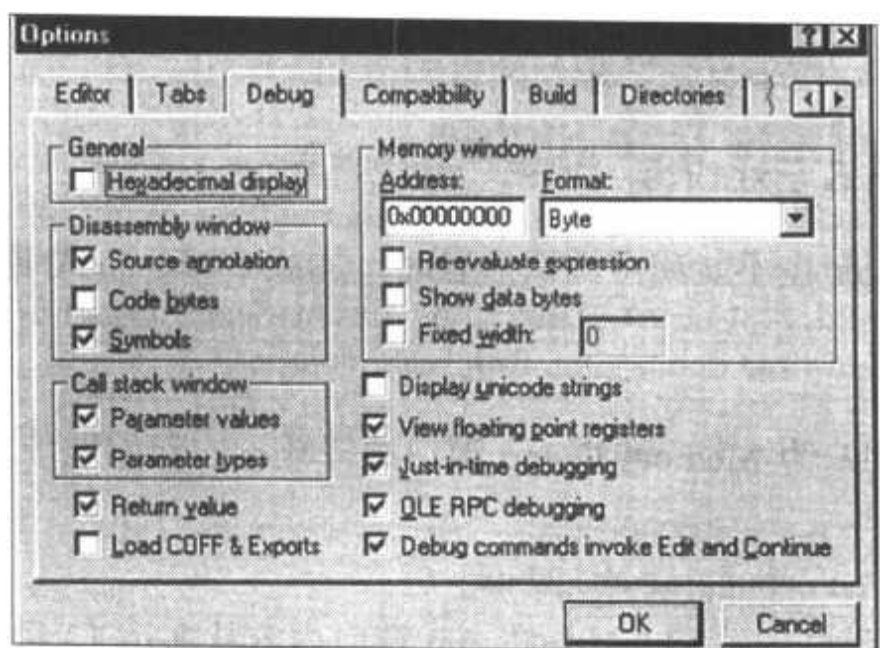 Options
Editor
Tabs
Debug
Compatibility
Build
Directories
General
Hexadecimal display
Disassembly window
Source annotation
Code bytes
Symbols
Call stack window
Parameter values
Parameter types
Return value
Load COFF & Exports
Memory window
Address:
Format:
0x00000000
Byte
Re-evaluate expression
Show data bytes
Fixed width:
0
Display unicode strings
View floating point registers
Just-in-time debugging
OLE RPC debugging
Debug commands invoke Edit and Continue
OK
Cancel